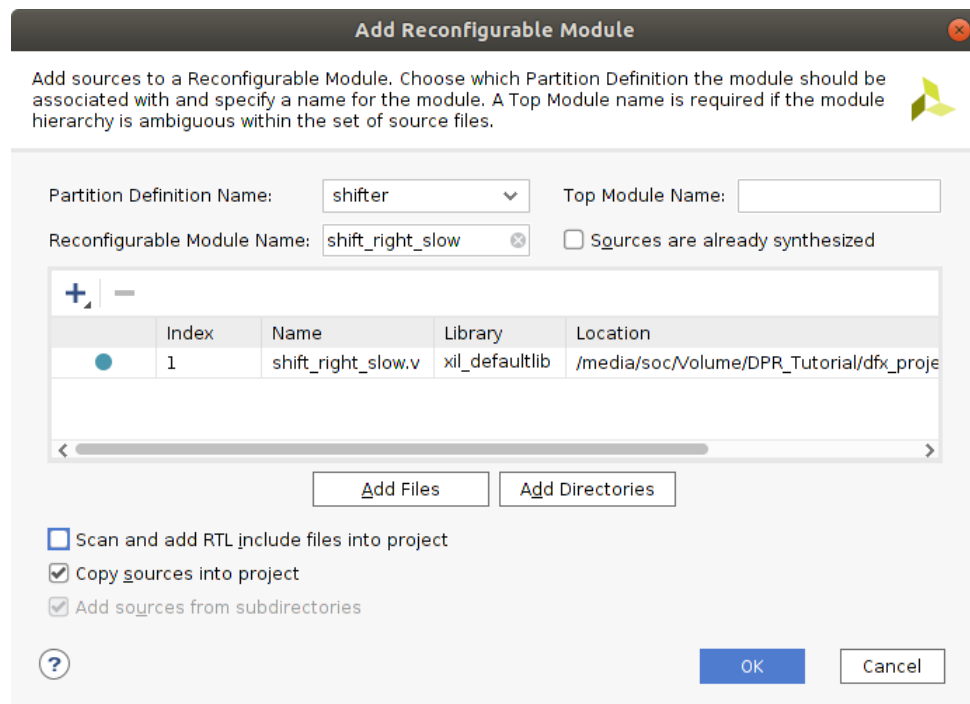 Add Reconfigurable Module
Add sources to a Reconfigurable Module. Choose which Partition Definition the module should be
associated with and specify a name for the module. A Top Module name is required if the module
hierarchy is ambiguous within the set of source files.
Partition Definition Name: shifter Top Module Name:
Reconfigurable Module Name: shift_right_slow Sources are already synthesized
Index Name Library Location
1 shift_right_slow.v xil_defaultlib /media/soc/Volume/DPR_Tutorial/dfx_proje
Add Files Add Directories
Scan and add RTL include files into project
Copy sources into project
Add sources from subdirectories
? OK Cancel